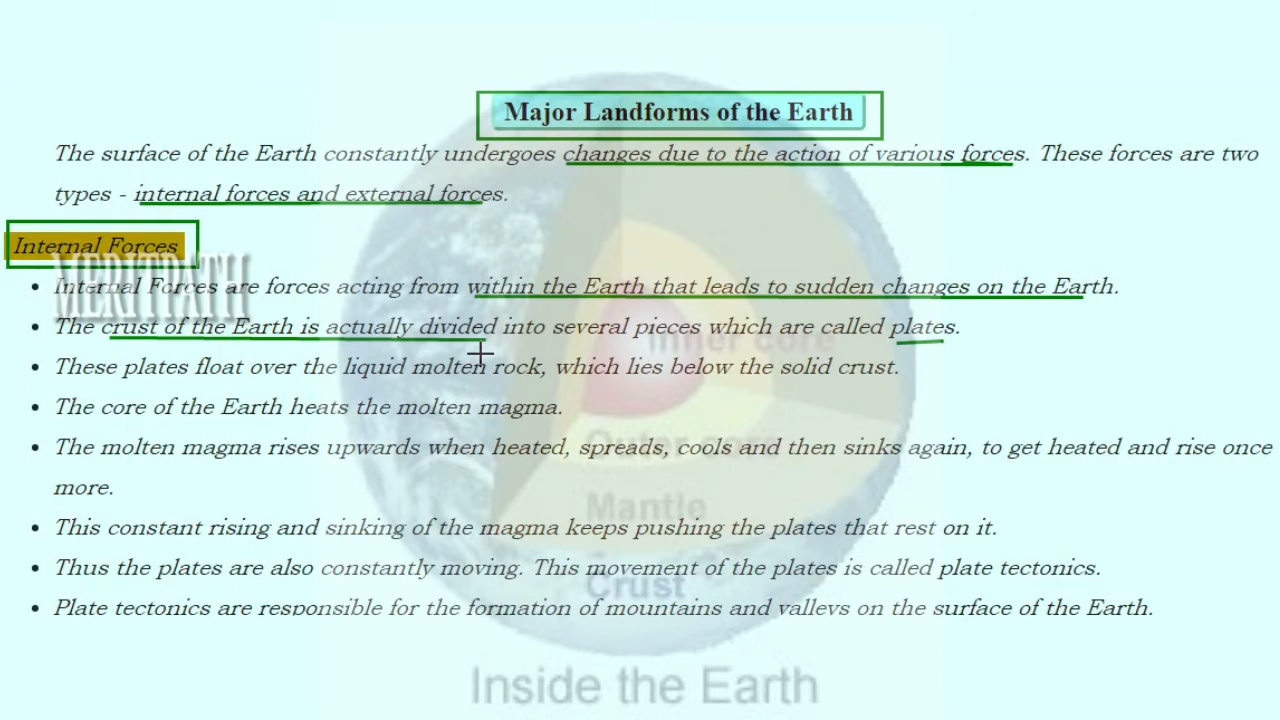 Major Landforms of the Earth
The surface of the Earth constantly undergoes changes due to the action of various forces. These forces are two
types - internal forces and external forces.
Internal Forces
MERITPATH
• Internal Forces are forces acting from within the Earth that leads to sudden changes on the Earth.
• The crust of the Earth is actually divided into several pieces which are called plates.
Inner core
• These plates float over the liquid molten rock, which lies below the solid crust.
• The core of the Earth heats the molten magma.
• The molten magma rises upwards when heated, spreads, cools and then sinks again, to get heated and rise once
more.
Outer core
Mantle
• This constant rising and sinking of the magma keeps pushing the plates that rest on it.
• Thus the plates are also constantly moving. This movement of the plates is called plate tectonics.
Crust
• Plate tectonics are responsible for the formation of mountains and valleys on the surface of the Earth.
Inside the Earth